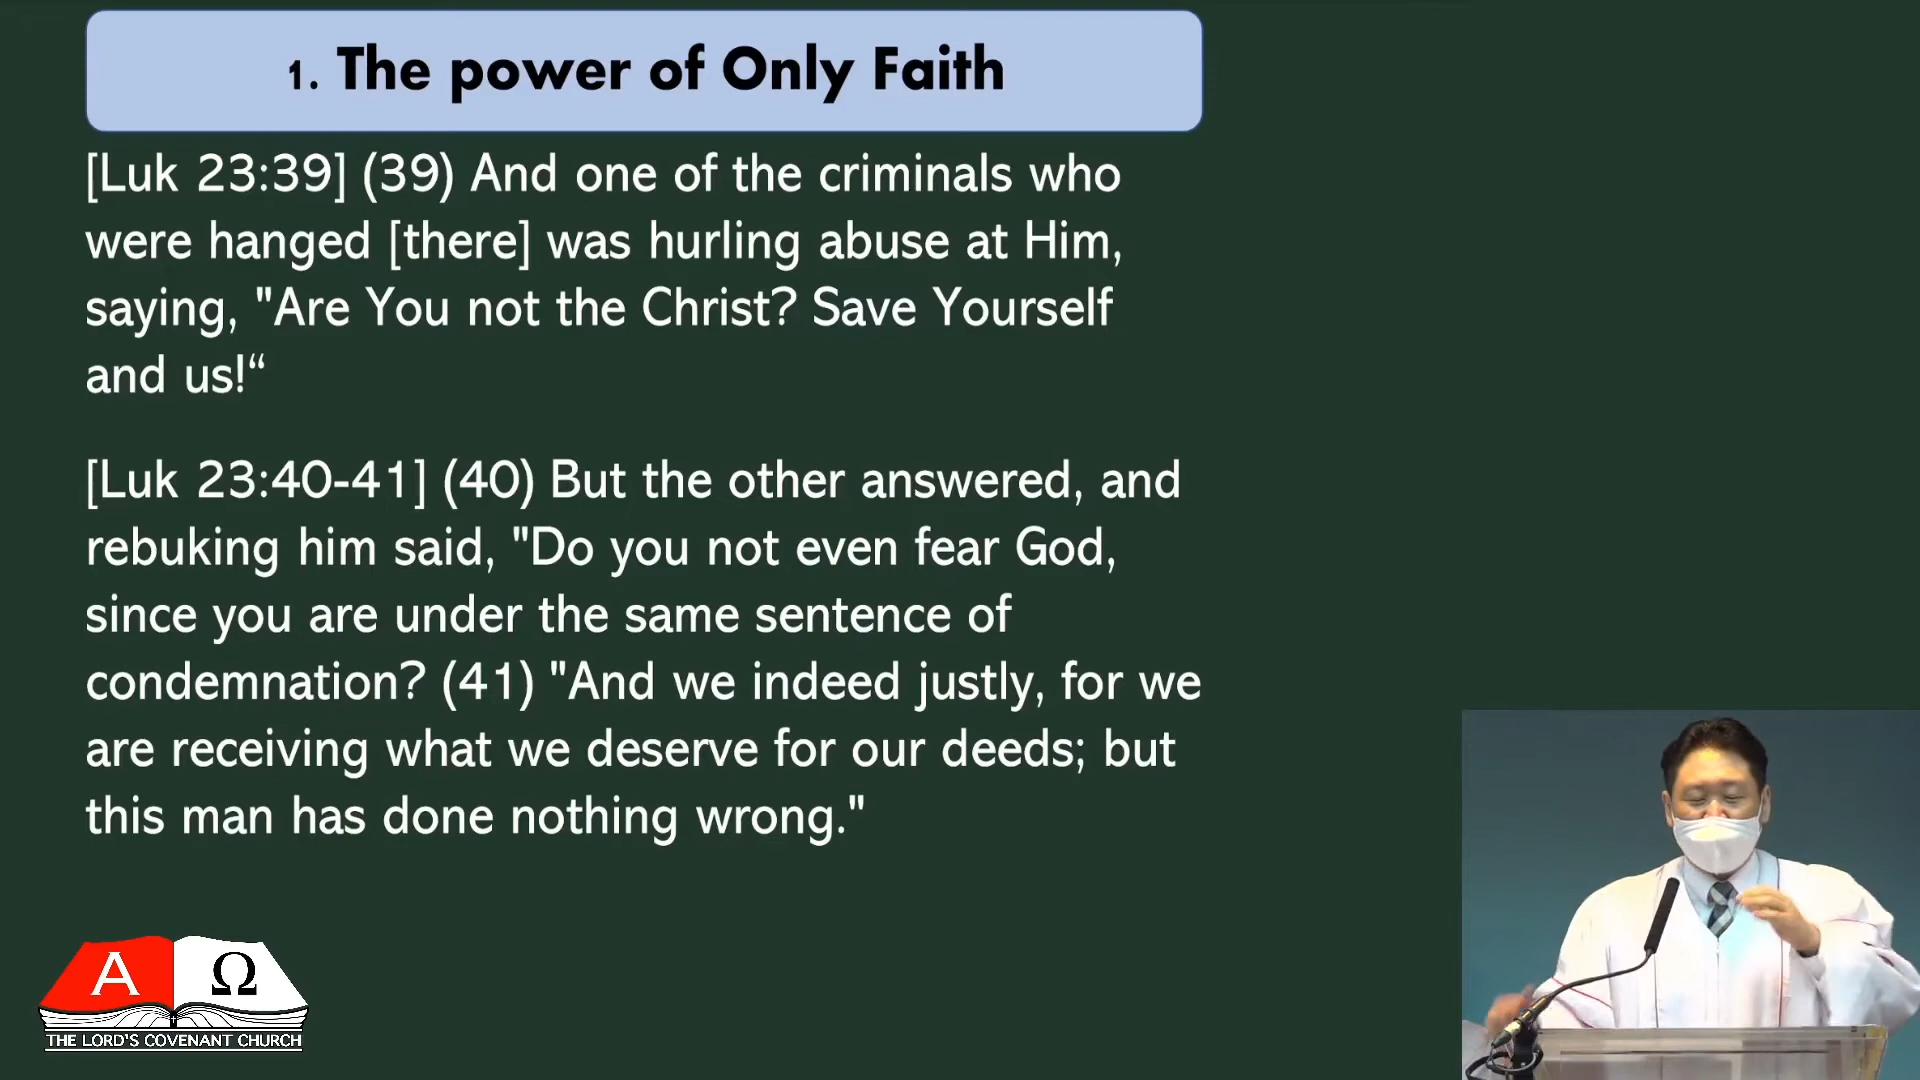 1. The power of Only Faith
[Luk 23:39] (39) And one of the criminals who
were hanged [there] was hurling abuse at Him,
saying, "Are You not the Christ? Save Yourself
and us!“
[Luk 23:40-41] (40) But the other answered, and
rebuking him said, "Do you not even fear God,
since you are under the same sentence of
condemnation? (41) "And we indeed justly, for we
are receiving what we deserve for our deeds; but
this man has done nothing wrong."
Α Ω
THE LORD'S COVENANT CHURCH